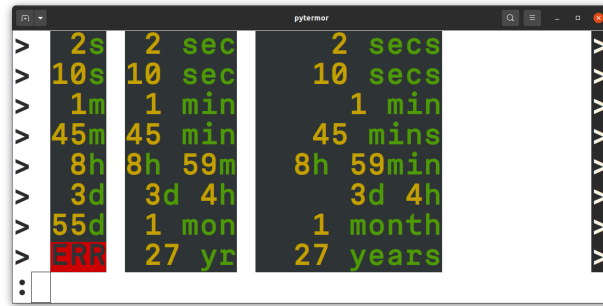 pytermor
> 2s 2 sec 2 secs >
> 10s 10 sec 10 secs >
> 1m 1 min 1 min >
> 45m 45 min 45 mins >
> 8h 8h 59m 8h 59min >
> 3d 3d 4h 3d 4h >
> 55d 1 mon 1 month >
> ERR 27 yr 27 years >
: